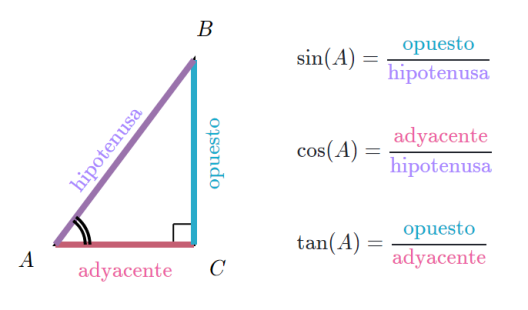 B
hipotenusa
opuesto
A
adyacente
C
sin(A) = opuesto / hipotenusa
cos(A) = adyacente / hipotenusa
tan(A) = opuesto / adyacente